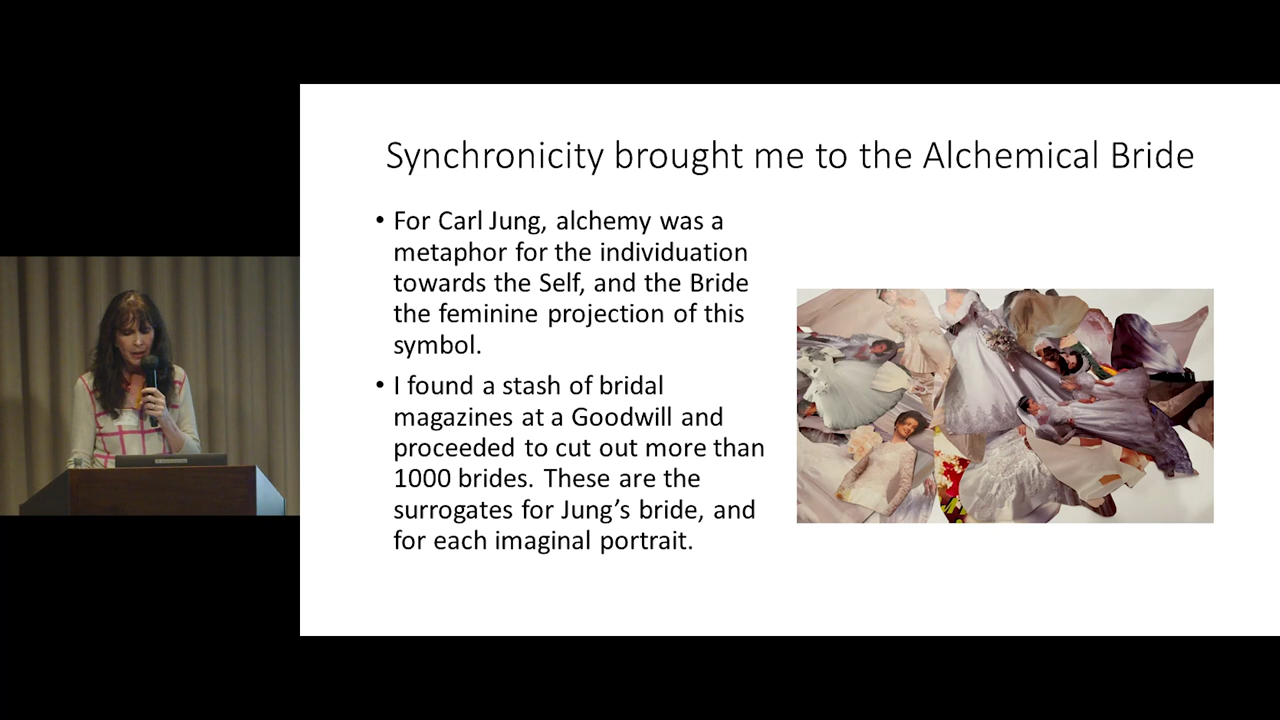 Synchronicity brought me to the Alchemical Bride
• For Carl Jung, alchemy was a
metaphor for the individuation
towards the Self, and the Bride
the feminine projection of this
symbol.
• I found a stash of bridal
magazines at a Goodwill and
proceeded to cut out more than
1000 brides. These are the
surrogates for Jung’s bride, and
for each imaginal portrait.